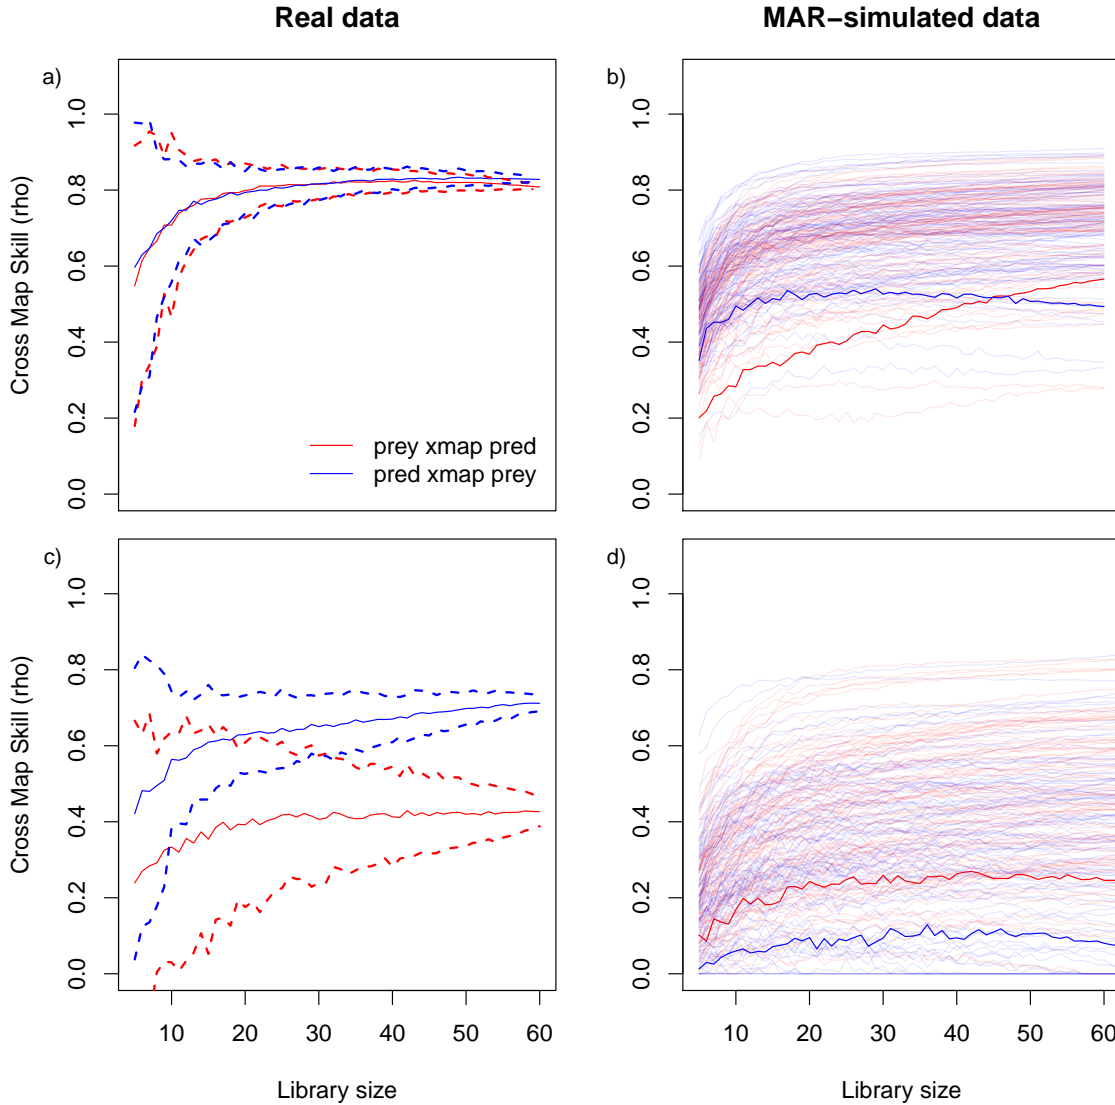 Real data
MAR−simulated data
a)
b)
Cross Map Skill (rho)
0.0 0.2 0.4 0.6 0.8 1.0
prey xmap pred
pred xmap prey
0.0 0.2 0.4 0.6 0.8 1.0
c)
d)
Cross Map Skill (rho)
0.0 0.2 0.4 0.6 0.8 1.0
0.0 0.2 0.4 0.6 0.8 1.0
10 20 30 40 50 60
10 20 30 40 50 60
Library size
Library size